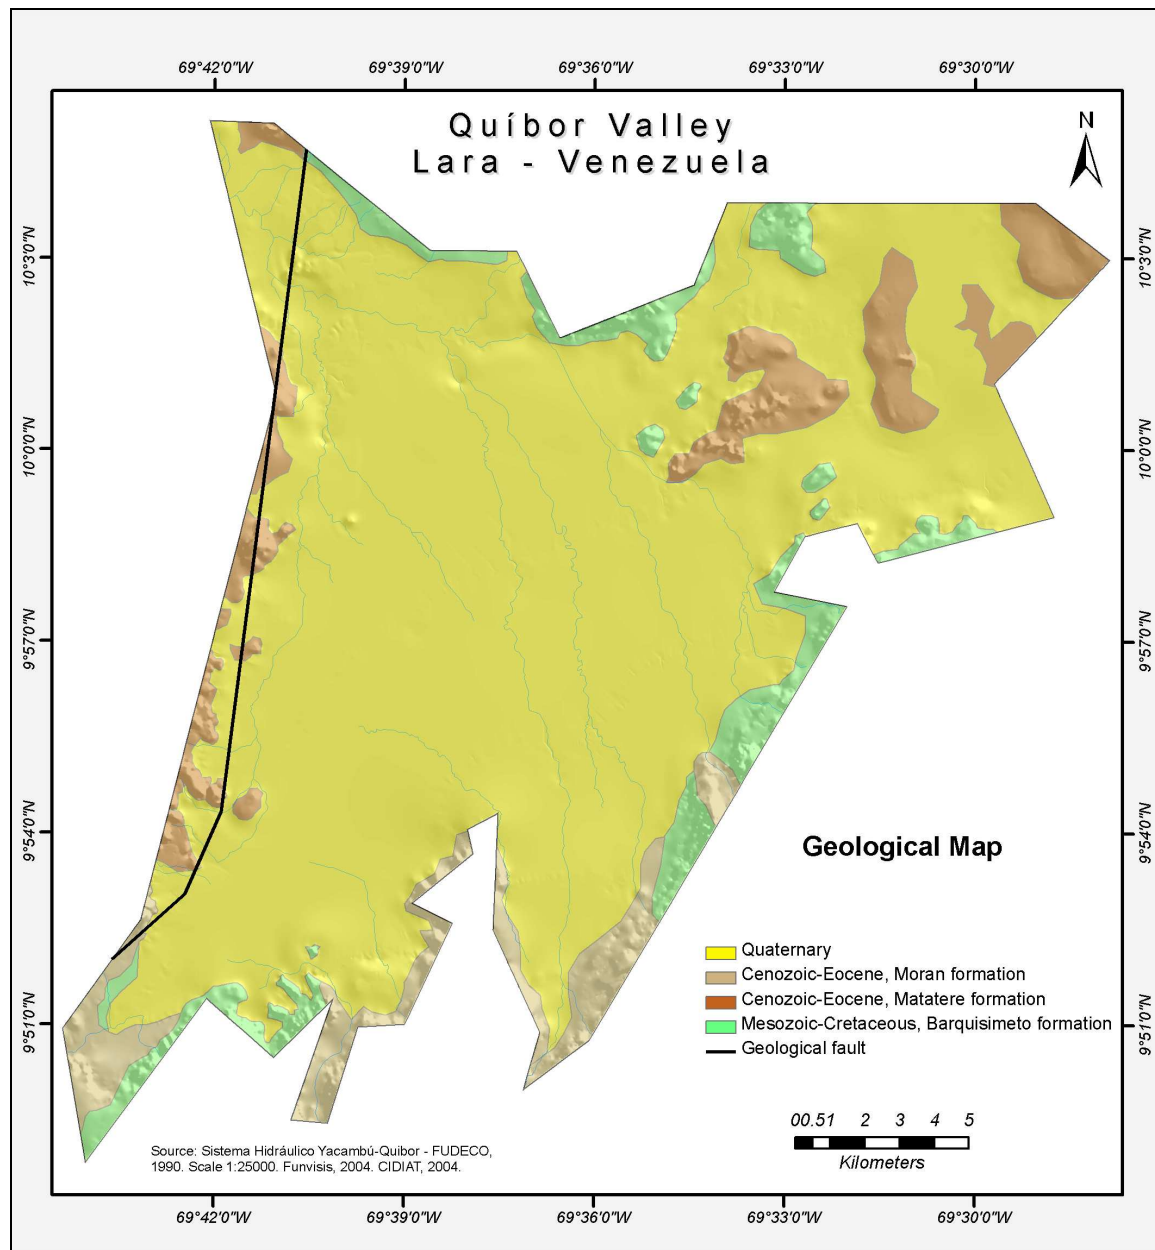 69°42'0"W 69°39'0"W 69°36'0"W 69°33'0"W 69°30'0"W
Quíbor Valley
Lara - Venezuela
N
10°3'0"N 10°3'0"N
10°0'0"N 10°0'0"N
9°57'0"N 9°57'0"N
9°54'0"N 9°54'0"N
Geological Map
Quaternary
Cenozoic-Eocene, Moran formation
Cenozoic-Eocene, Matatere formation
Mesozoic-Cretaceous, Barquisimeto formation
Geological fault
9°51'0"N 9°51'0"N
00.51 2 3 4 5
Kilometers
Source: Sistema Hidráulico Yacambú-Quibor - FUDECO,
1990. Scale 1:25000. Funvisis, 2004. CIDIAT, 2004.
69°42'0"W 69°39'0"W 69°36'0"W 69°33'0"W 69°30'0"W